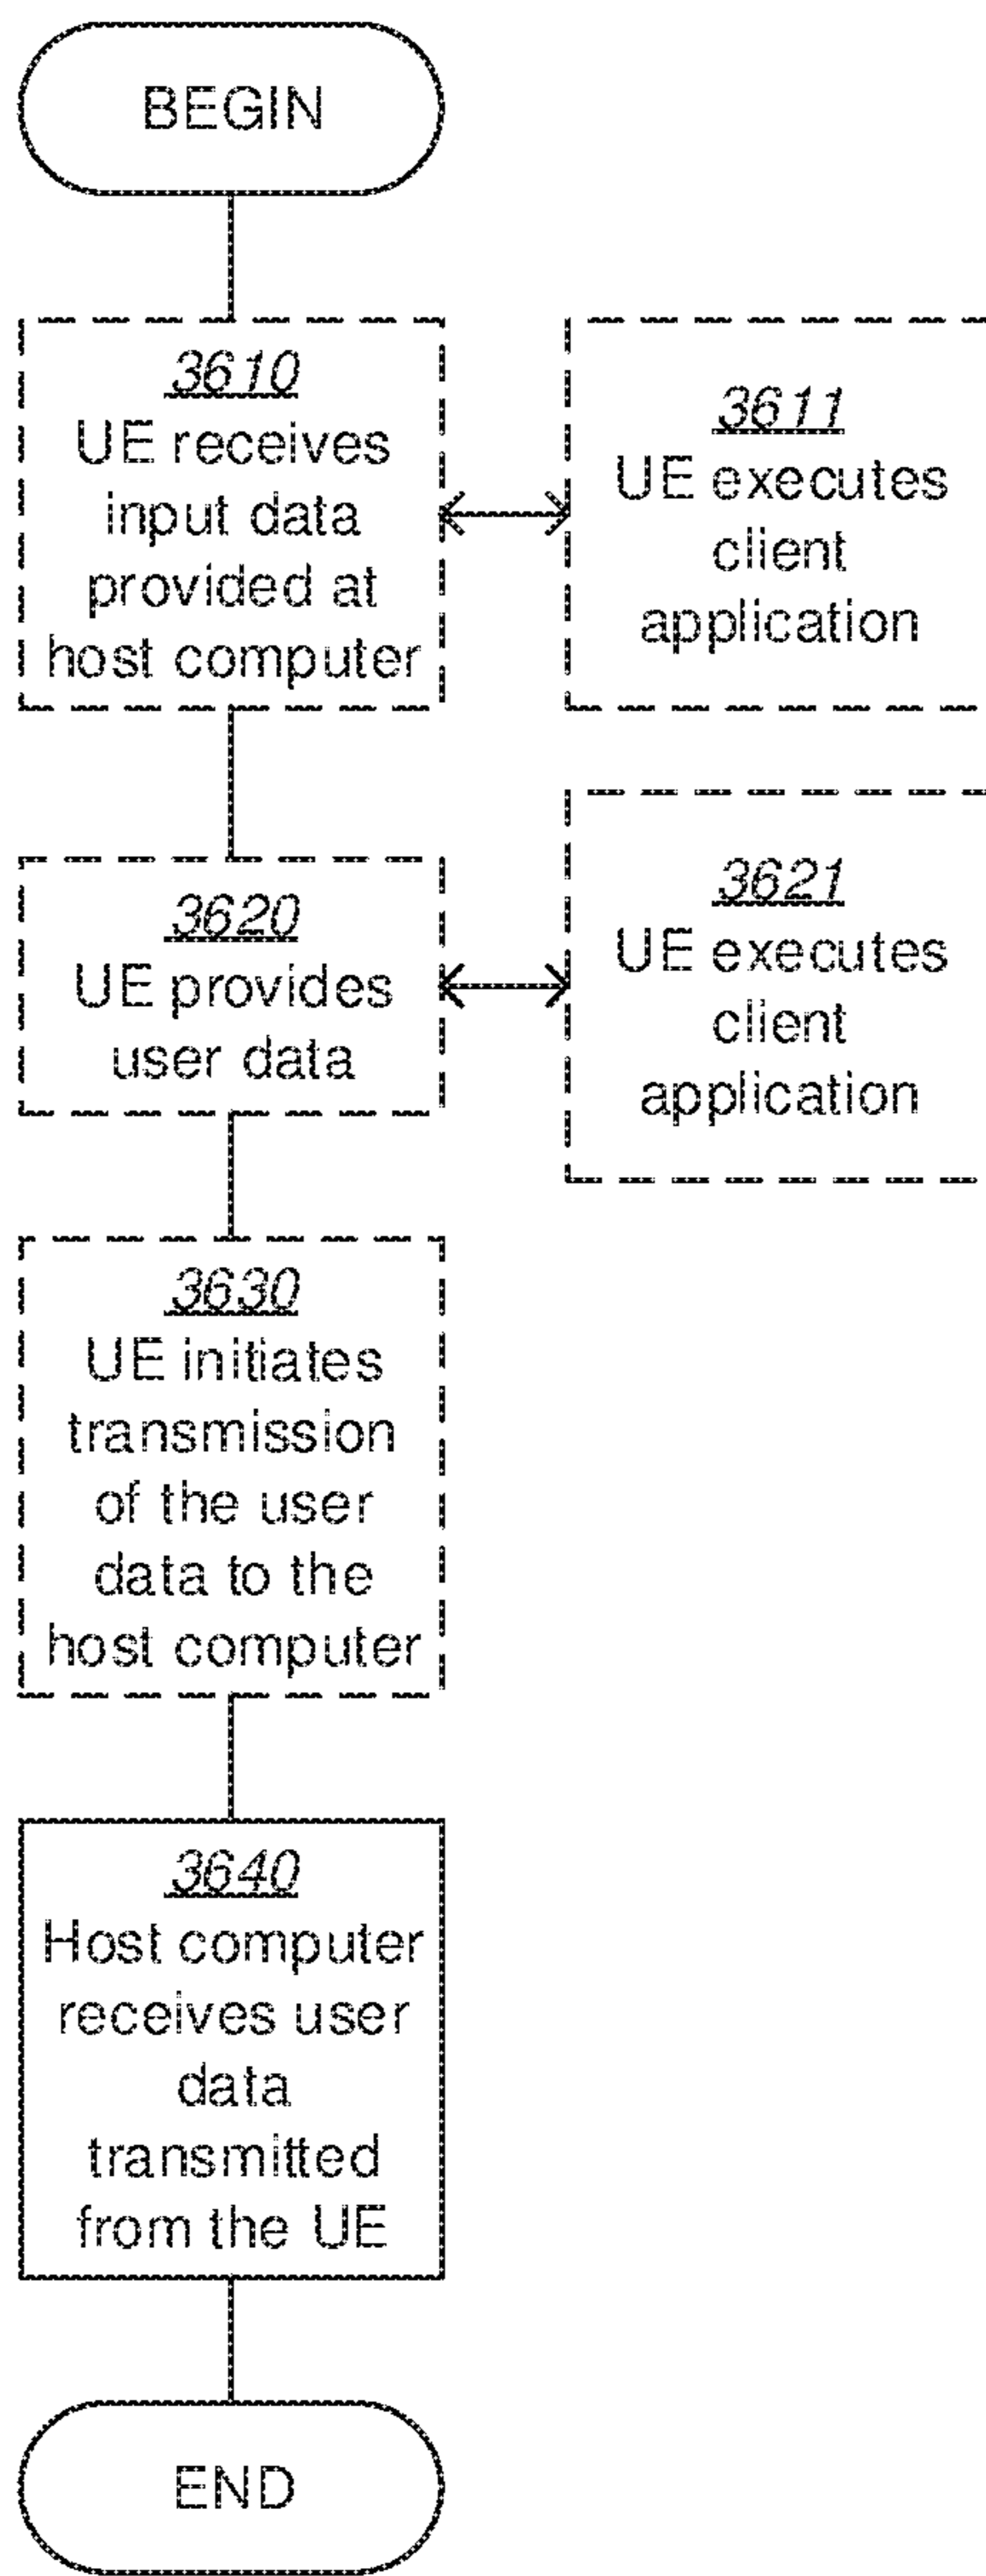 BEGIN
3610
UE receives
input data
provided at
host computer
3611
UE executes
client
application
3620
UE provides
user data
3621
UE executes
client
application
3630
UE initiates
transmission
of the user
data to the
host computer
3640
Host computer
receives user
data
transmitted
from the UE
END